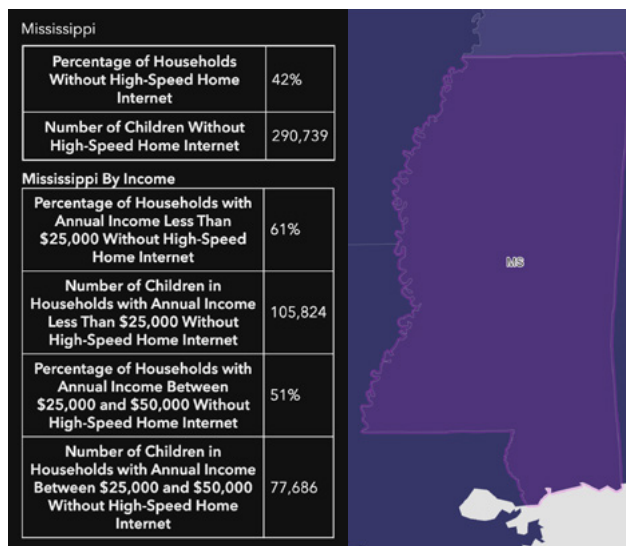 Mississippi
Percentage of Households
Without High-Speed Home
Internet
42%
Number of Children Without
High-Speed Home Internet
290,739
Mississippi By Income
Percentage of Households with
Annual Income Less Than
$25,000 Without High-Speed
Home Internet
61%
Number of Children in
Households with Annual Income
Less Than $25,000 Without
High-Speed Home Internet
105,824
Percentage of Households with
Annual Income Between
$25,000 and $50,000 Without
High-Speed Home Internet
51%
Number of Children in
Households with Annual Income
Between $25,000 and $50,000
Without High-Speed Home
Internet
77,686
MS